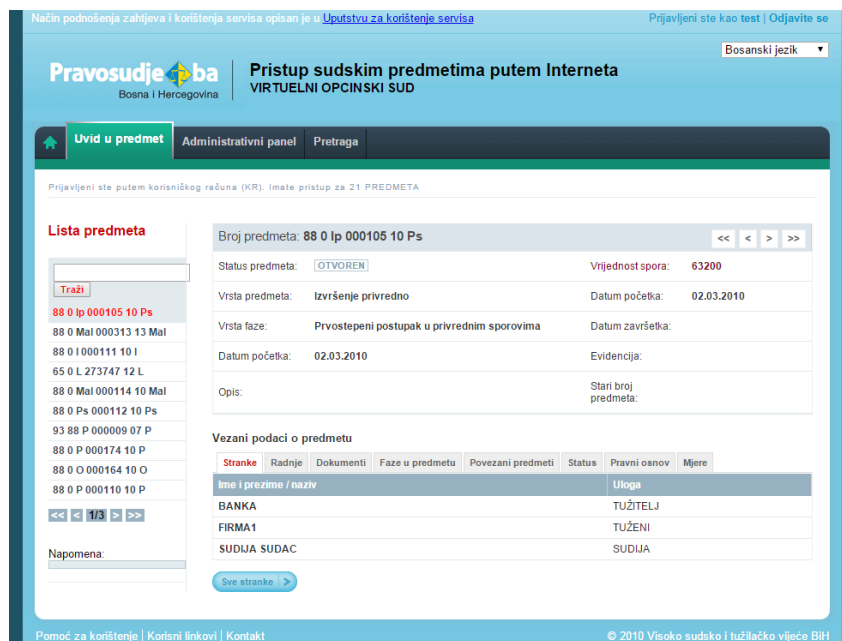 Način podnošenja zahtjeva i korištenja servisa opisan je u Uputstvu za korištenje servisa
Prijavljeni ste kao test | Odjavite se
Bosanski jezik
Pravosudje ba
Bosna i Hercegovina
Pristup sudskim predmetima putem Interneta
VIRTUELNI OPCINSKI SUD
Uvid u predmet
Administrativni panel
Pretraga
Prijavljeni ste putem korisničkog računa (KR). Imate pristup za 21 PREDMETA
Lista predmeta
Traži
88 0 Ip 000105 10 Ps
88 0 Mal 000313 13 Mal
88 0 I 000111 10 I
65 0 L 273747 12 L
88 0 Mal 000114 10 Mal
88 0 Ps 000112 10 Ps
93 88 P 000009 07 P
88 0 P 000174 10 P
88 0 O 000164 10 O
88 0 P 000110 10 P
<< < 1/3 > >>
Napomena:
Broj predmeta: 88 0 Ip 000105 10 Ps
<< < > >>
Status predmeta: OTVOREN Vrijednost spora: 63200
Vrsta predmeta: Izvršenje privredno Datum početka: 02.03.2010
Vrsta faze: Prvostepeni postupak u privrednim sporovima Datum završetka:
Datum početka: 02.03.2010 Evidencija:
Opis: Stari broj
predmeta:
Vezani podaci o predmetu
Stranke Radnje Dokumenti Faze u predmetu Povezani predmeti Status Pravni osnov Mjere
Ime i prezime / naziv Uloga
BANKA TUŽITELJ
FIRMA1 TUŽENI
SUDIJA SUDAC SUDIJA
Sve stranke >
Pomoć za korištenje | Korisni linkovi | Kontakt
© 2010 Visoko sudsko i tužilačko vijeće BiH